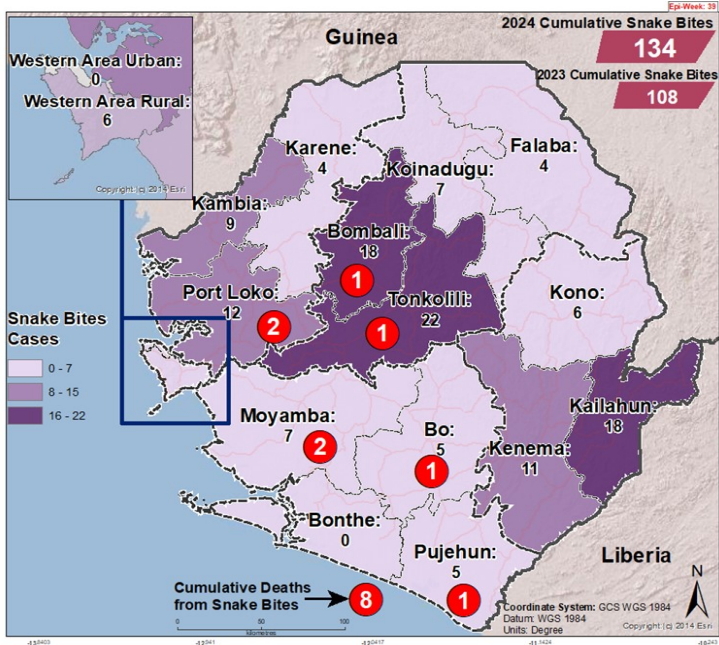 Epi-Week: 39
2024 Cumulative Snake Bites
134
2023 Cumulative Snake Bites
108
Guinea
Western Area Urban:
0
Western Area Rural:
6
Copyright:(c) 2014 Esri
Karene:
4
Koinadugu:
7
Falaba:
4
Kambia:
9
Bombali:
18
1
Port Loko:
12
2
Tonkolili:
22
1
Kono:
6
Snake Bites
Cases
0 - 7
8 - 15
16 - 22
Moyamba:
7
2
Bo:
5
1
Kenema:
11
Kailahun:
18
Bonthe:
0
Pujehun:
5
1
Liberia
Cumulative Deaths
from Snake Bites
8
0 50 100
kilometres
N
Coordinate System: GCS WGS 1984
Datum: WGS 1984
Units: Degree
Copyright:(c) 2014 Esri